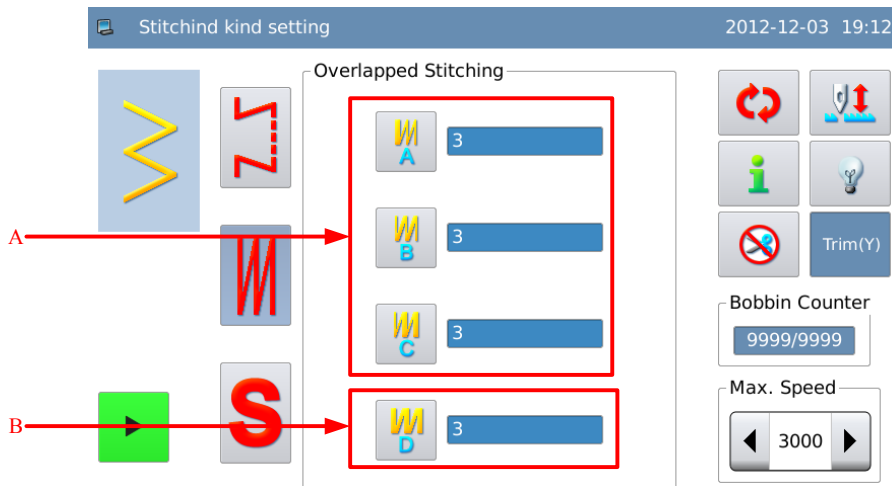 Stitchind kind setting 2012-12-03 19:12
Overlapped Stitching
A 3
A
B 3
Trim(Y)
Bobbin Counter
9999/9999
C 3
Max. Speed
S
B
D 3
3000